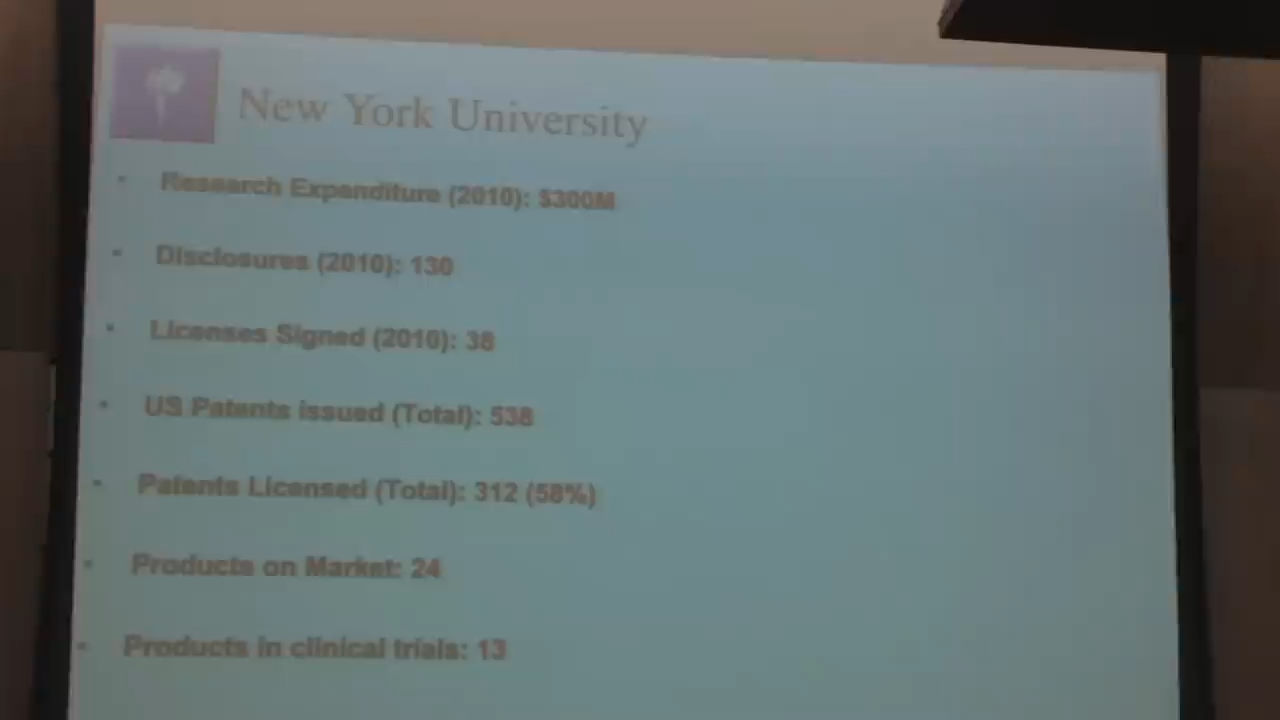 New York University
• Research Expenditure (2010): $300M
• Disclosures (2010): 130
• Licenses Signed (2010): 38
• US Patents issued (Total): 538
• Patents Licensed (Total): 312 (58%)
• Products on Market: 24
• Products in clinical trials: 13